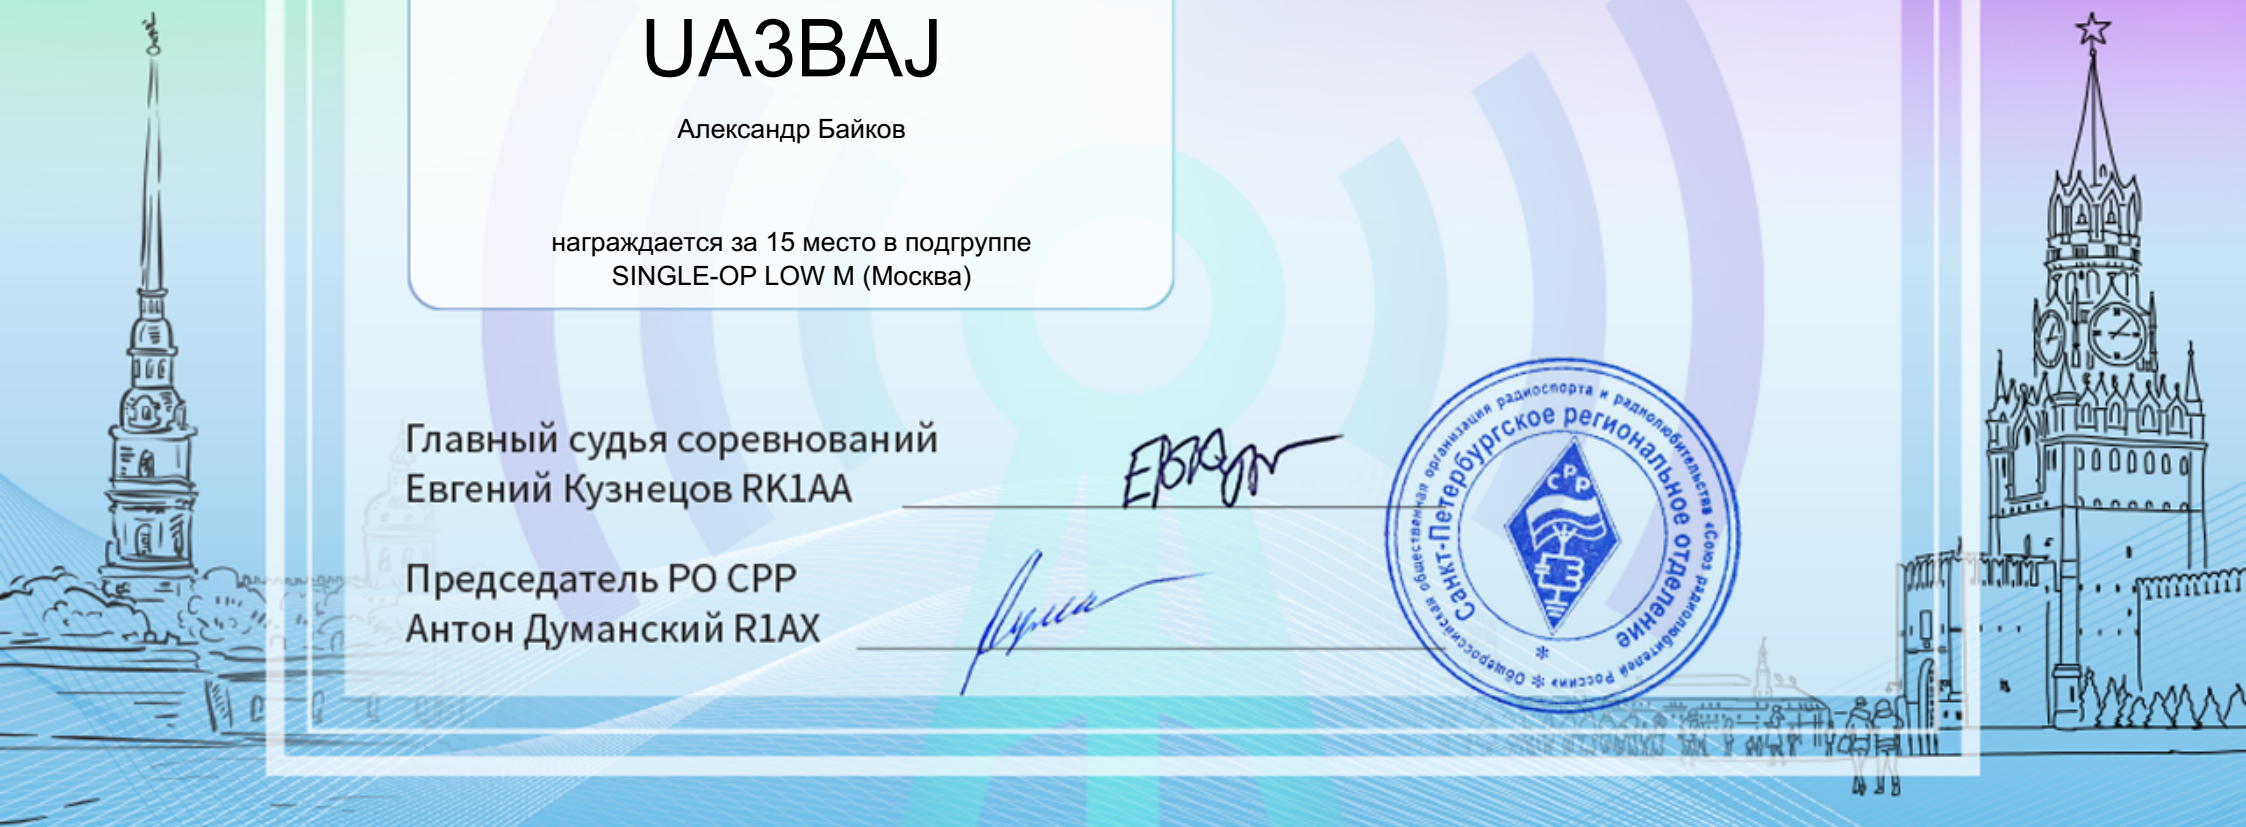 UA3BAJ
Александр Байков
награждается за 15 место в подгруппе
SINGLE-OP LOW M (Москва)
Главный судья соревнований
Евгений Кузнецов RK1AA
Председатель РО СРР
Антон Думанский R1AX
Общероссийская общественная организация радиоспорта и радиолюбительства «Союз радиолюбителей России»
Санкт-Петербургское региональное отделение
СРР